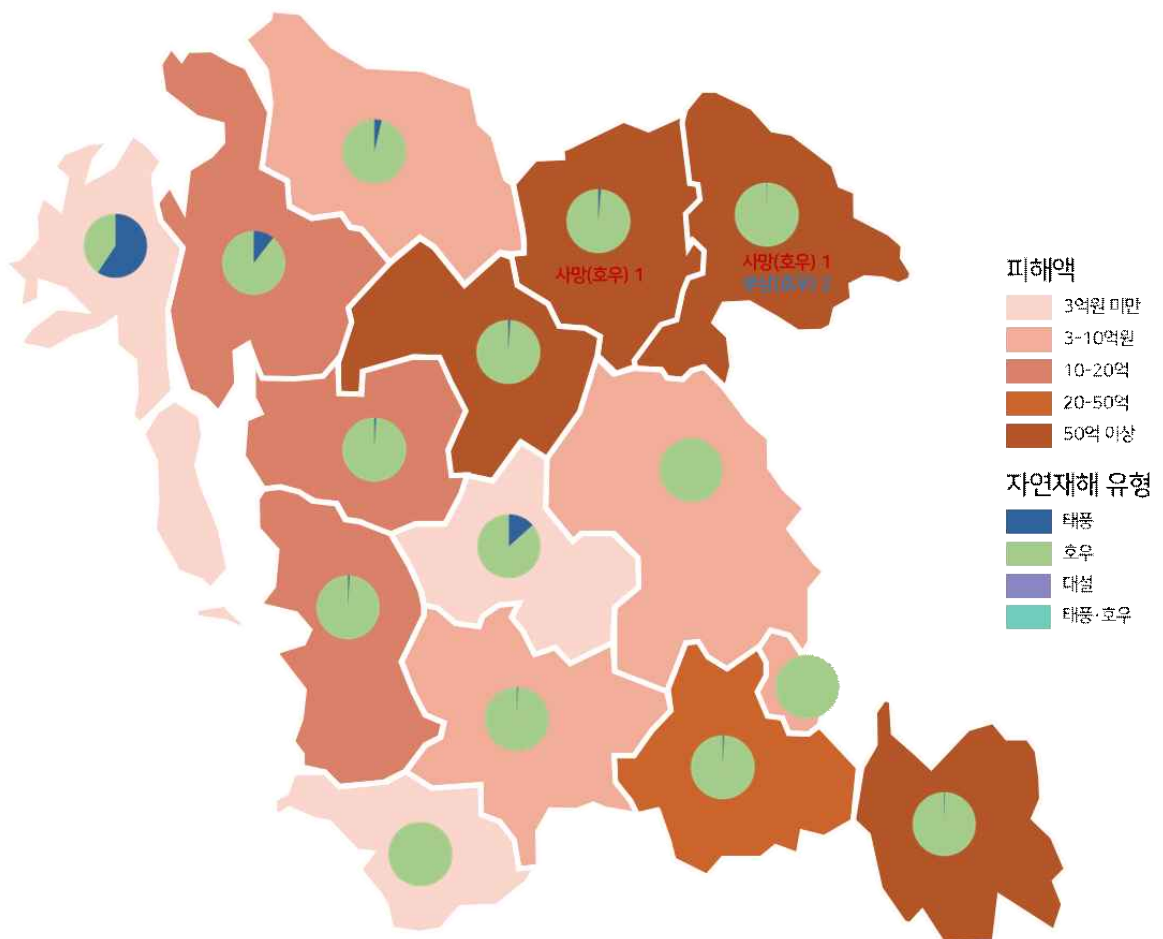 사망(호우) 1
사망(호우) 1
피해액
3억원 미만
3-10억원
10-20억
20-50억
50억 이상
자연재해 유형
태풍
호우
대설
태풍·호우